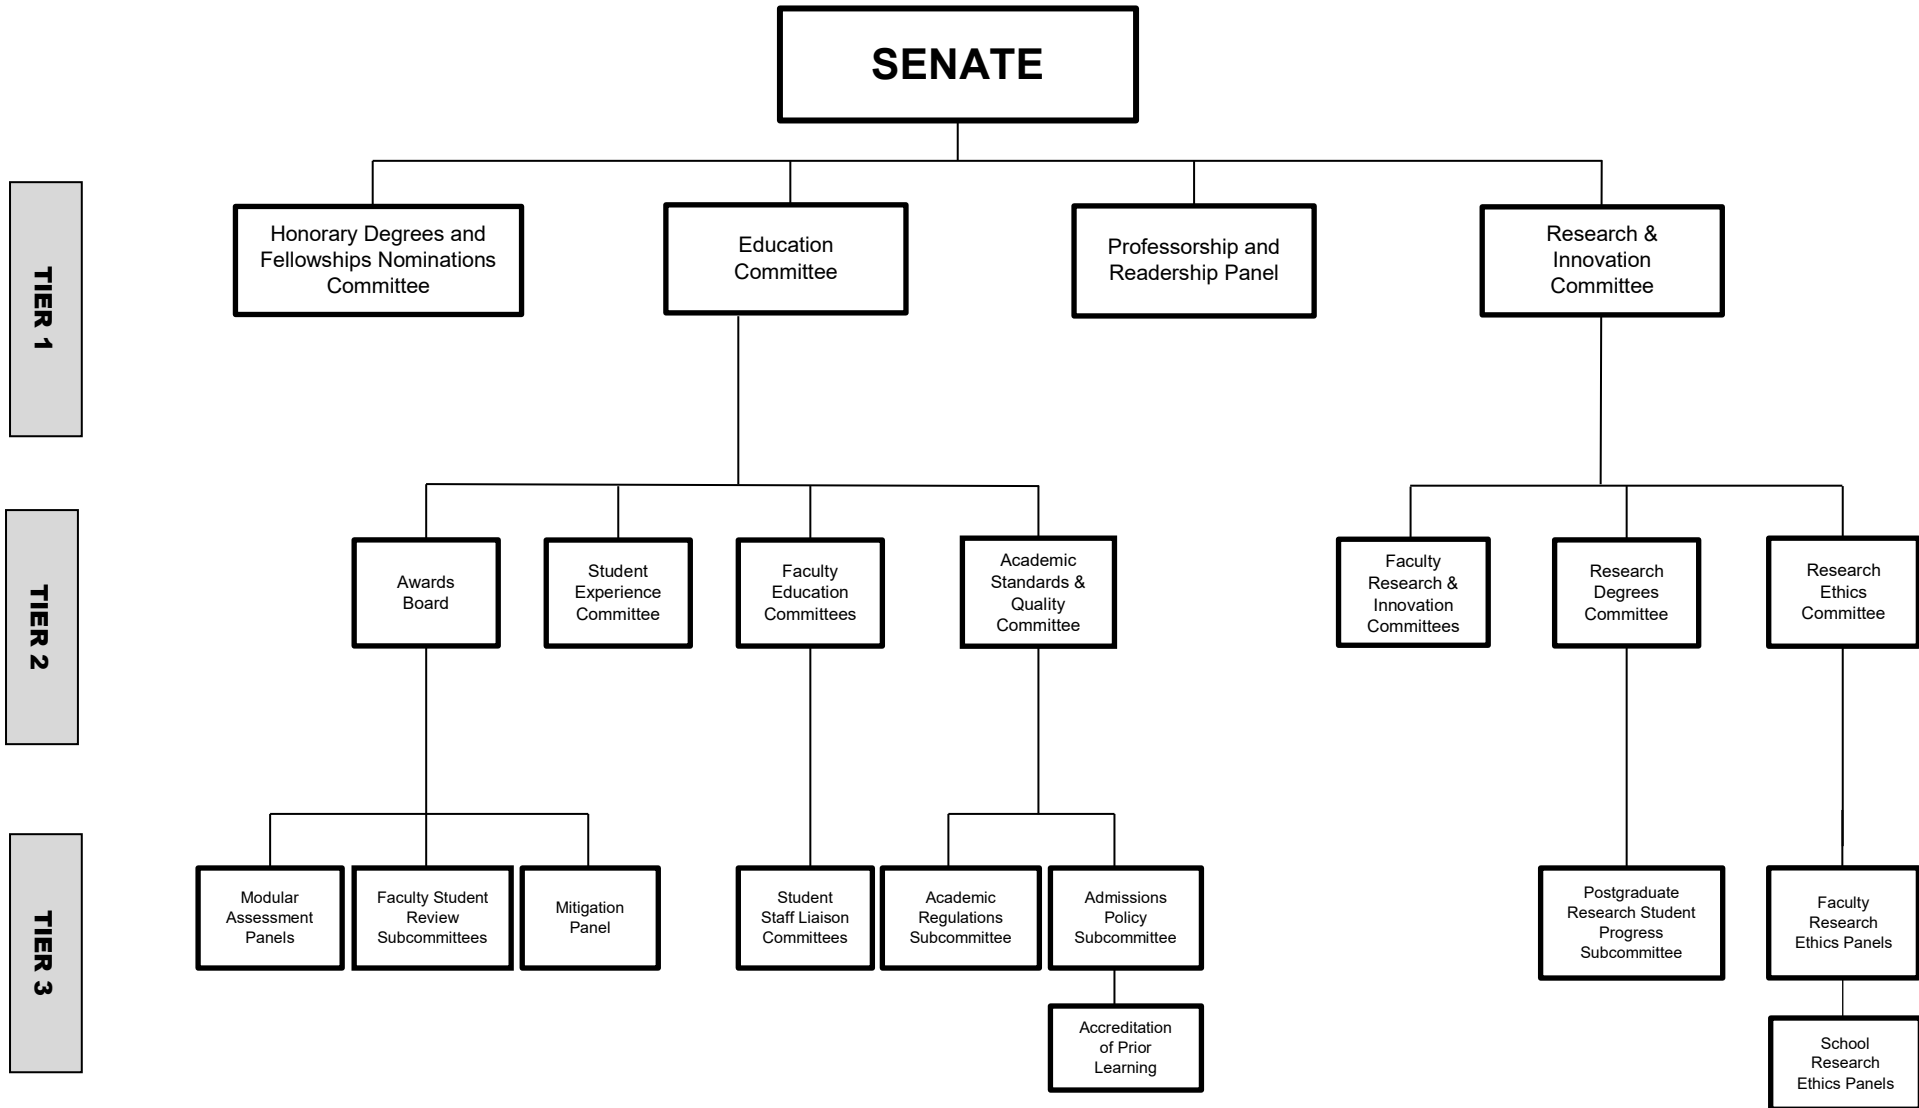 SENATE
TIER 1
Honorary Degrees and
Fellowships Nominations
Committee
Education
Committee
Professorship and
Readership Panel
Research &
Innovation
Committee
TIER 2
Awards
Board
Student
Experience
Committee
Faculty
Education
Committees
Academic
Standards &
Quality
Committee
Faculty
Research &
Innovation
Committees
Research
Degrees
Committee
Research
Ethics
Committee
TIER 3
Modular
Assessment
Panels
Faculty Student
Review
Subcommittees
Mitigation
Panel
Student
Staff Liaison
Committees
Academic
Regulations
Subcommittee
Admissions
Policy
Subcommittee
Postgraduate
Research Student
Progress
Subcommittee
Faculty
Research
Ethics Panels
Accreditation
of Prior
Learning
School
Research
Ethics Panels